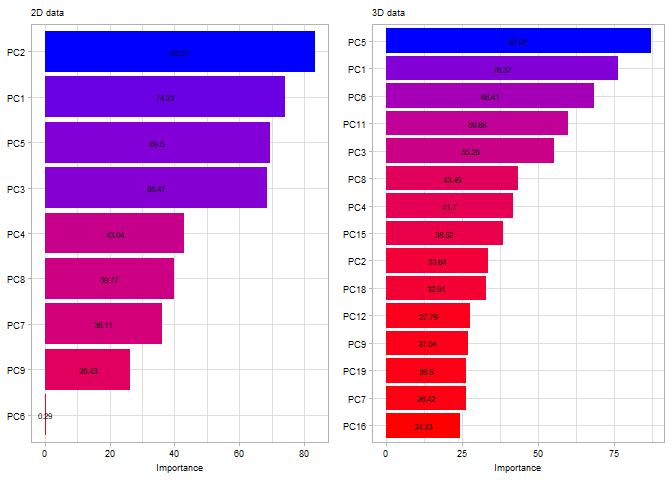 2D data
PC2
PC1
74.23
PC5
69.5
PC3
68.47
PC4
43.04
PC8
39.77
PC7
36.11
PC9
26.43
PC6
0.29
0
20
40
60
80
Importance
3D data
PC5
87.32
PC1
76.37
PC6
68.41
PC11
59.88
PC3
55.28
PC8
43.49
PC4
41.7
PC15
38.52
PC2
33.64
PC18
32.91
PC12
27.79
PC9
27.04
PC19
26.5
PC7
26.42
PC16
24.23
0
25
50
75
Importance